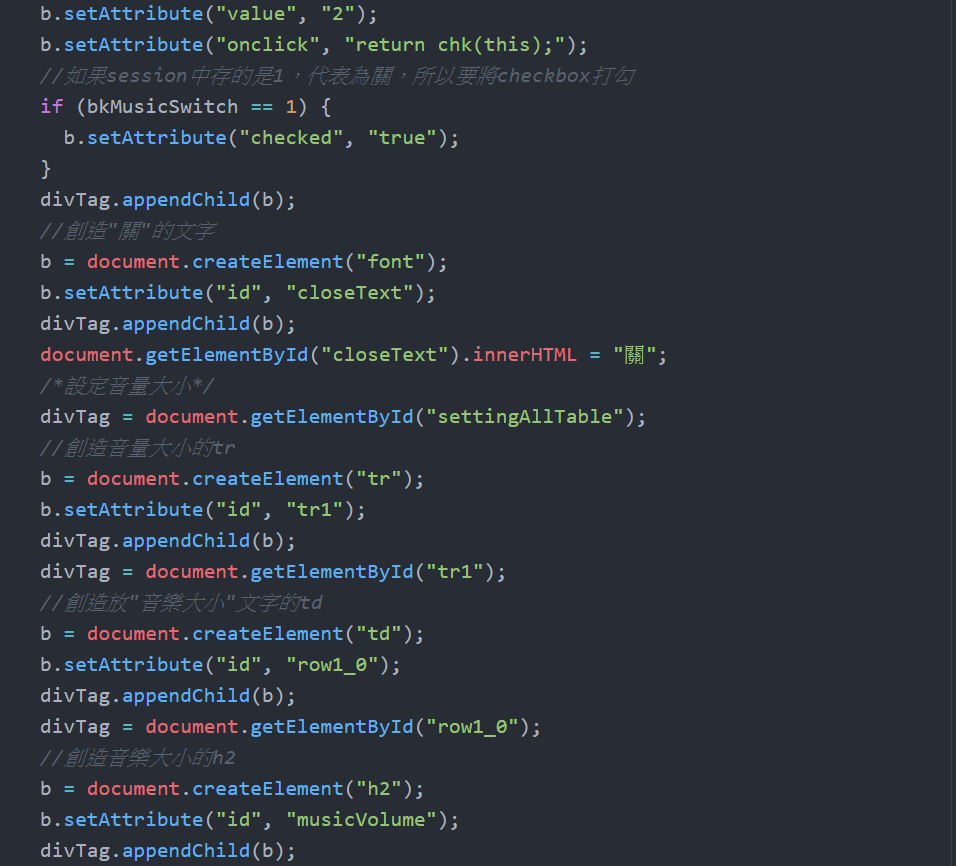 b.setAttribute("value", "2");
b.setAttribute("onclick", "return chk(this);");
//如果session中存的是1，代表為關，所以要將checkbox打勾
if (bkMusicSwitch == 1) {
  b.setAttribute("checked", "true");
}
divTag.appendChild(b);
//創造"關"的文字
b = document.createElement("font");
b.setAttribute("id", "closeText");
divTag.appendChild(b);
document.getElementById("closeText").innerHTML = "關";
/*設定音量大小*/
divTag = document.getElementById("settingAllTable");
//創造音量大小的tr
b = document.createElement("tr");
b.setAttribute("id", "tr1");
divTag.appendChild(b);
divTag = document.getElementById("tr1");
//創造放"音樂大小"文字的td
b = document.createElement("td");
b.setAttribute("id", "row1_0");
divTag.appendChild(b);
divTag = document.getElementById("row1_0");
//創造音樂大小的h2
b = document.createElement("h2");
b.setAttribute("id", "musicVolume");
divTag.appendChild(b);